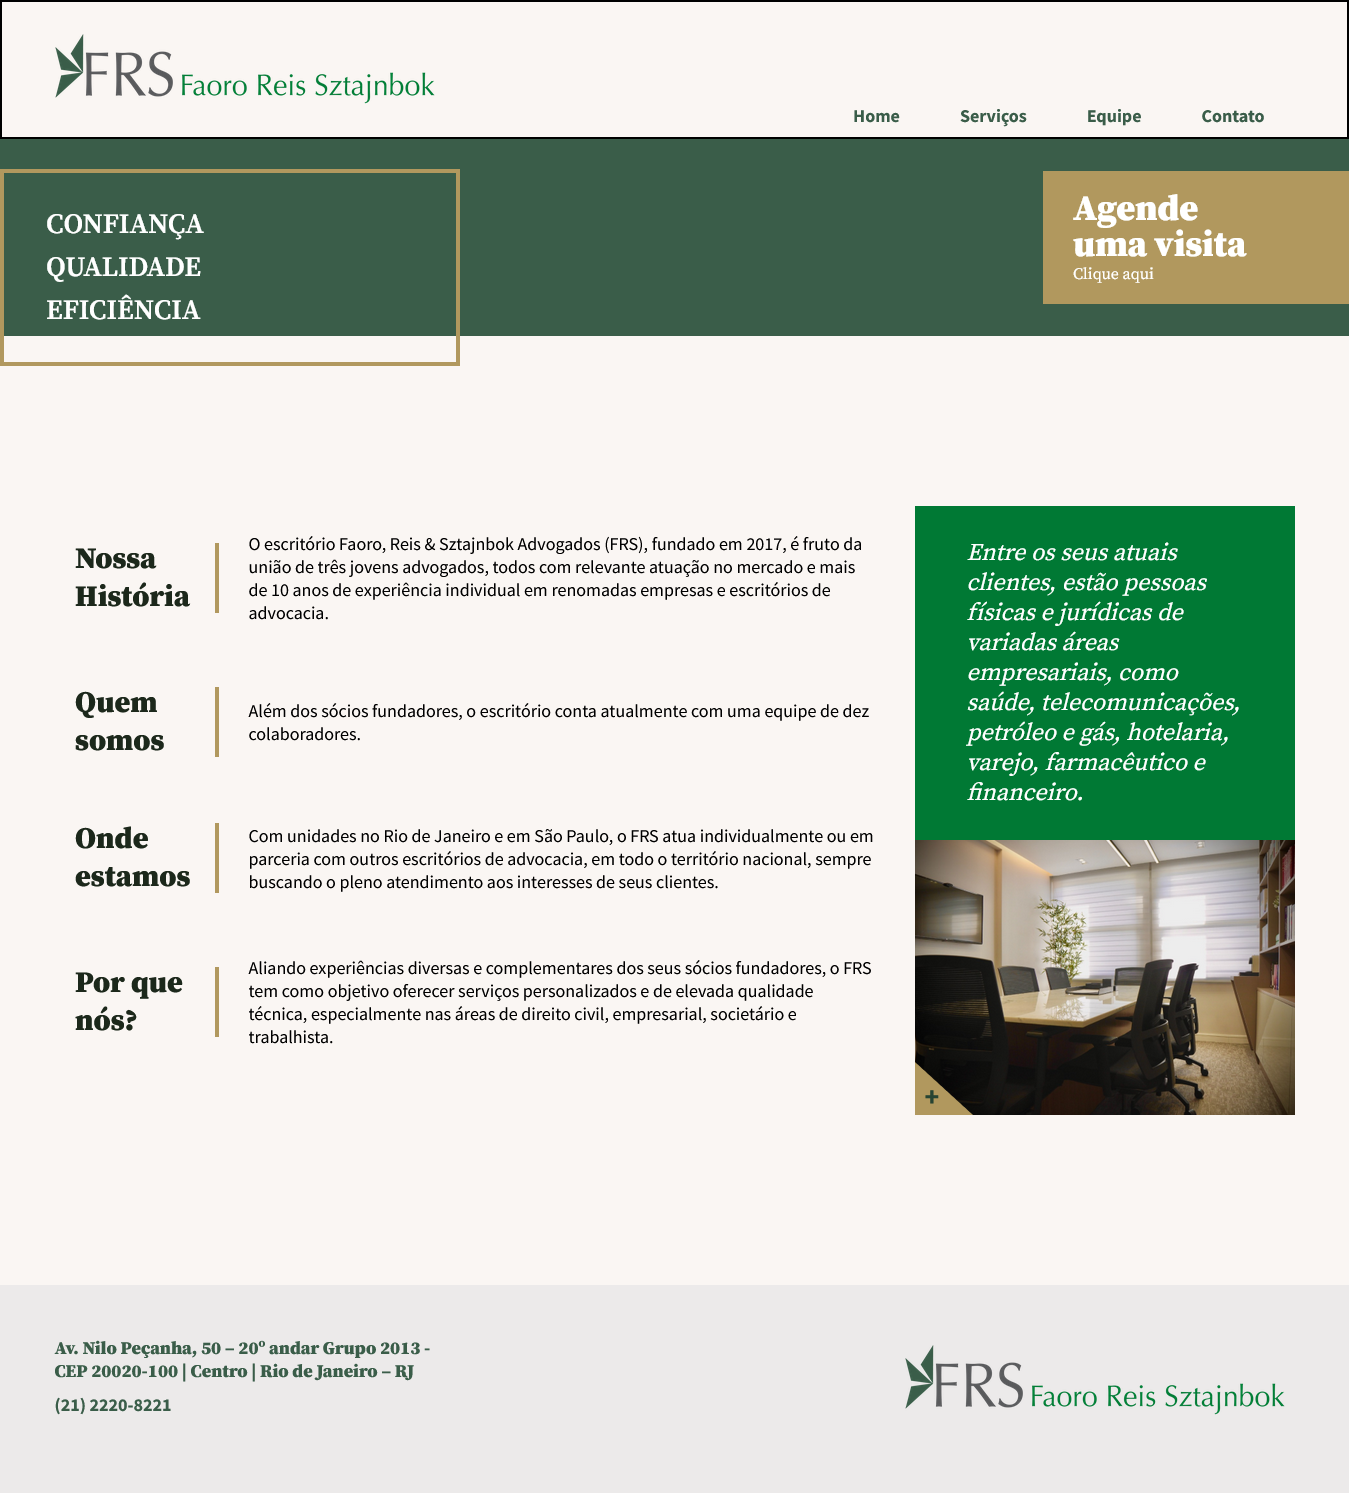 FRS Faoro Reis Sztajnbok
Home Serviços Equipe Contato
CONFIANÇA
QUALIDADE
EFICIÊNCIA
Agende
uma visita
Clique aqui
Nossa
História
O escritório Faoro, Reis & Sztajnbok Advogados (FRS), fundado em 2017, é fruto da
união de três jovens advogados, todos com relevante atuação no mercado e mais
de 10 anos de experiência individual em renomadas empresas e escritórios de
advocacia.
Quem
somos
Além dos sócios fundadores, o escritório conta atualmente com uma equipe de dez
colaboradores.
Onde
estamos
Com unidades no Rio de Janeiro e em São Paulo, o FRS atua individualmente ou em
parceria com outros escritórios de advocacia, em todo o território nacional, sempre
buscando o pleno atendimento aos interesses de seus clientes.
Por que
nós?
Aliando experiências diversas e complementares dos seus sócios fundadores, o FRS
tem como objetivo oferecer serviços personalizados e de elevada qualidade
técnica, especialmente nas áreas de direito civil, empresarial, societário e
trabalhista.
Entre os seus atuais
clientes, estão pessoas
físicas e jurídicas de
variadas áreas
empresariais, como
saúde, telecomunicações,
petróleo e gás, hotelaria,
varejo, farmacêutico e
financeiro.
+
Av. Nilo Peçanha, 50 – 20º andar Grupo 2013 -
CEP 20020-100 | Centro | Rio de Janeiro – RJ
(21) 2220-8221
FRS Faoro Reis Sztajnbok